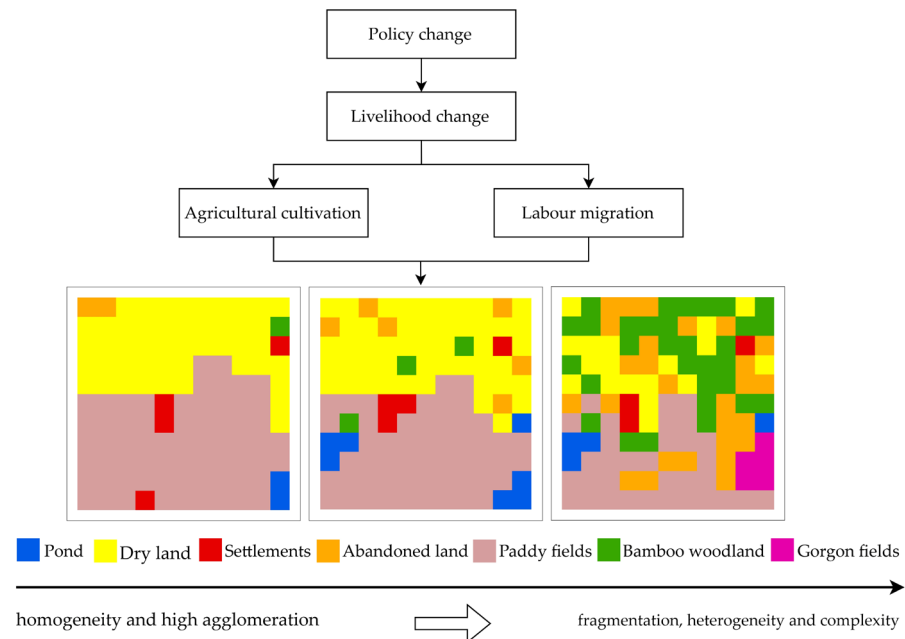 Policy change
Livelihood change
Agricultural cultivation
Labour migration
Pond
Dry land
Settlements
Abandoned land
Paddy fields
Bamboo woodland
Gorgon fields
homogeneity and high agglomeration
fragmentation, heterogeneity and complexity